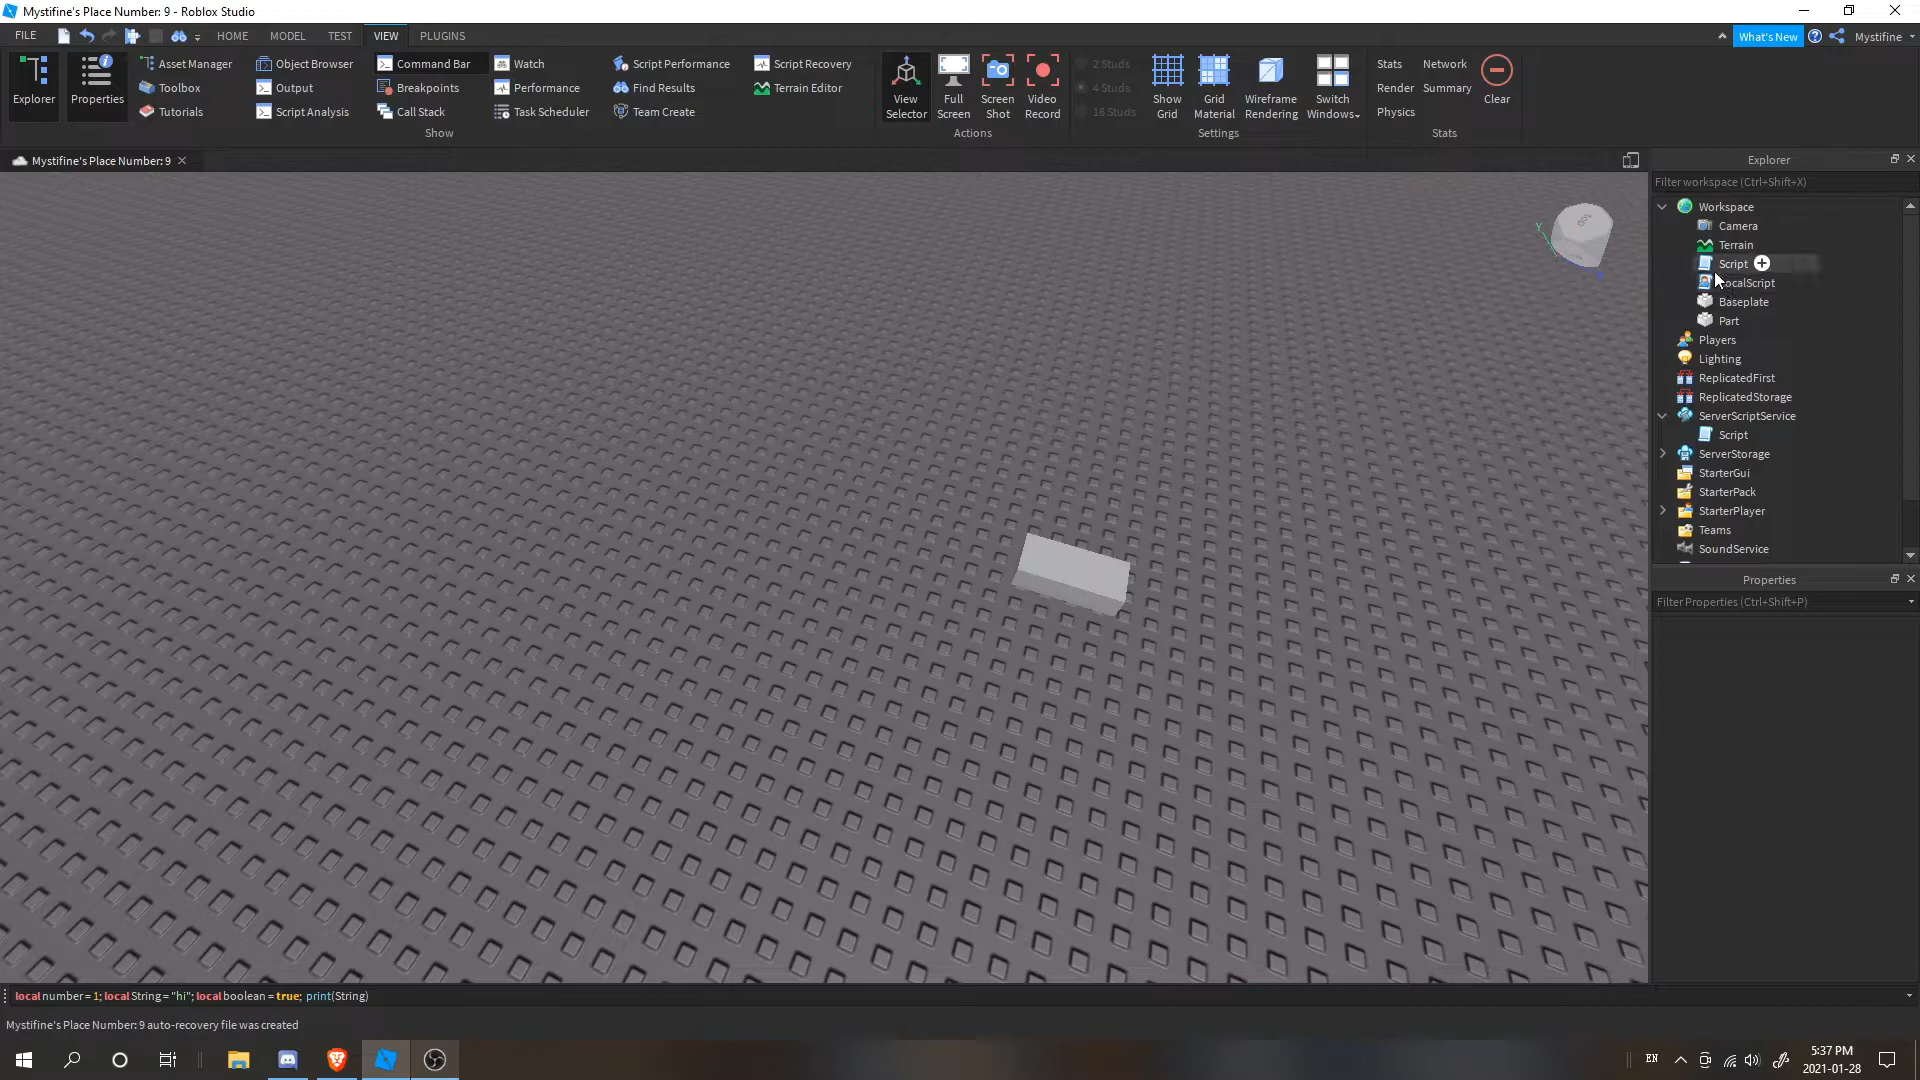 Mystifine's Place Number: 9 - Roblox Studio
FILE HOME MODEL TEST VIEW PLUGINS What's New Mystifine
Explorer
Properties
Asset Manager
Toolbox
Tutorials
Object Browser
Output
Script Analysis
Command Bar
Breakpoints
Call Stack
Watch
Performance
Task Scheduler
Script Performance
Find Results
Team Create
Script Recovery
Terrain Editor
Show
View
Selector
Full
Screen
Screen
Shot
Video
Record
Actions
2 Studs
4 Studs
16 Studs
Show
Grid
Grid
Material
Wireframe
Rendering
Switch
Windows
Settings
Stats
Render
Physics
Network
Summary
Clear
Stats
Mystifine's Place Number: 9
Y
Explorer
Filter workspace (Ctrl+Shift+X)
Workspace
Camera
Terrain
Script
LocalScript
Baseplate
Part
Players
Lighting
ReplicatedFirst
ReplicatedStorage
ServerScriptService
Script
ServerStorage
StarterGui
StarterPack
StarterPlayer
Teams
SoundService
Properties
Filter Properties (Ctrl+Shift+P)
local number = 1; local String = "hi"; local boolean = true; print(String)
Mystifine's Place Number: 9 auto-recovery file was created
EN
5:37 PM
2021-01-28